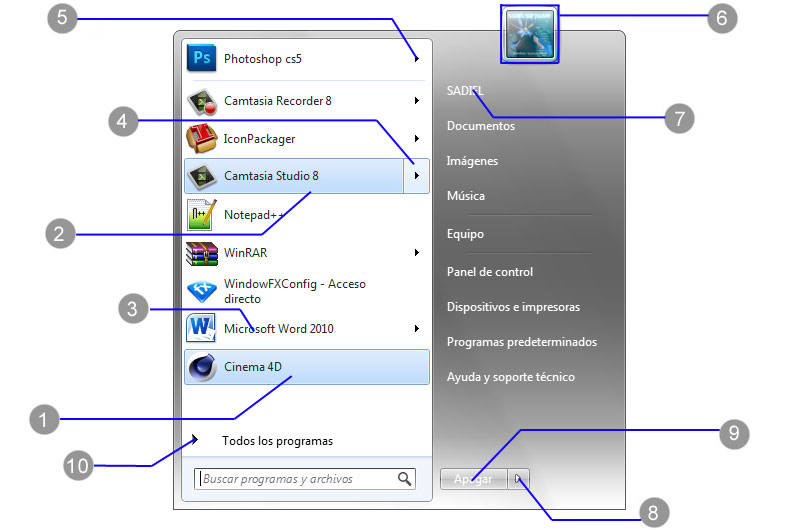 5
6
Ps Photoshop cs5
SADIEL
Camtasia Recorder 8
7
Documentos
4
IconPackager
Imágenes
Camtasia Studio 8
Música
N++ Notepad++
2
Equipo
WinRAR
Panel de control
WindowFXConfig - Acceso
directo
3
Dispositivos e impresoras
W Microsoft Word 2010
Programas predeterminados
Cinema 4D
Ayuda y soporte técnico
1
9
Todos los programas
10
Buscar programas y archivos
Apagar
8